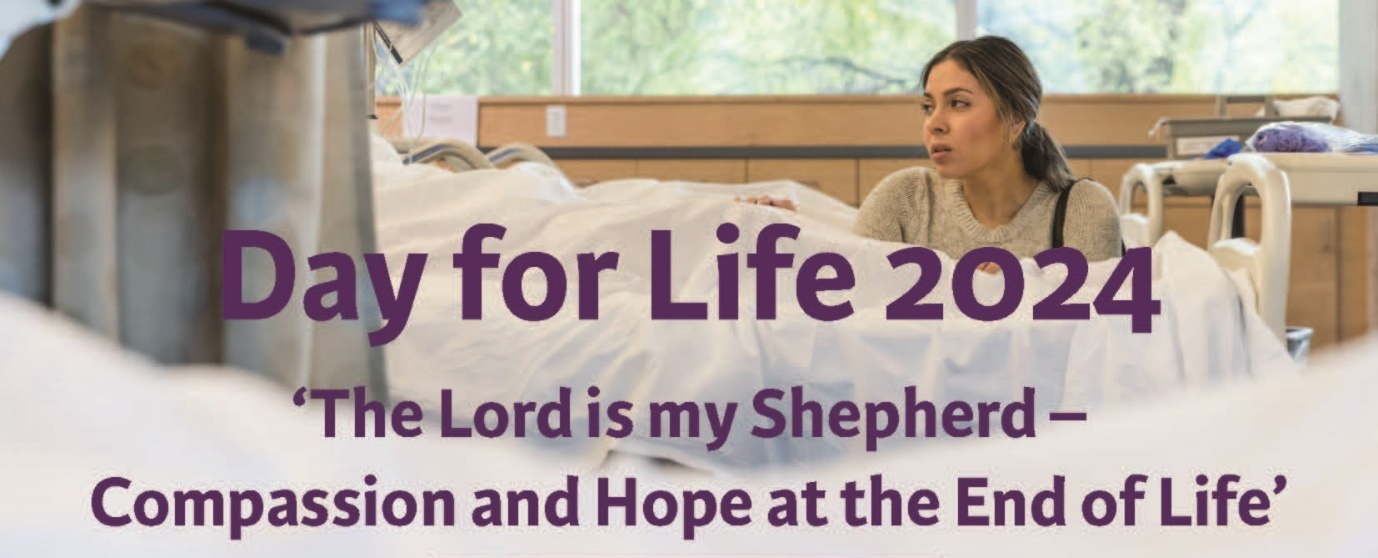 Day for Life 2024
‘The Lord is my Shepherd –
Compassion and Hope at the End of Life’